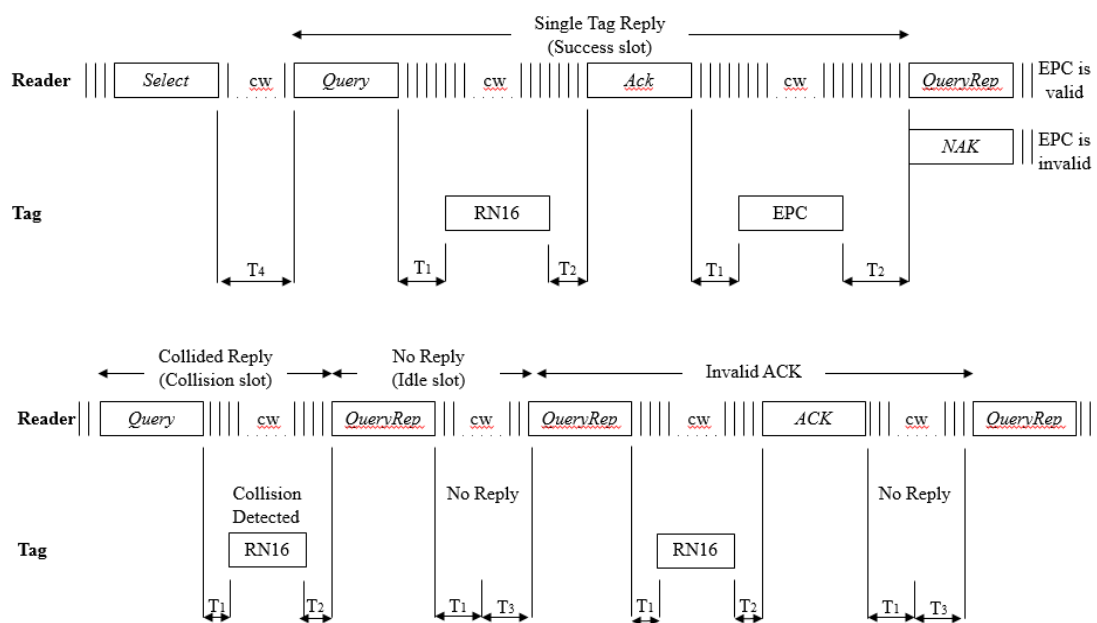 Single Tag Reply
(Success slot)
Reader Select cw Query cw Ack cw QueryRep EPC is
valid
NAK EPC is
invalid
Tag RN16 EPC
T4 T1 T2 T1 T2
Collided Reply
(Collision slot)
No Reply
(Idle slot)
Invalid ACK
Reader Query cw QueryRep cw QueryRep cw ACK cw QueryRep
Collision
Detected
No Reply
No Reply
Tag RN16 RN16
T1 T2 T1 T3 T1 T2 T1 T3